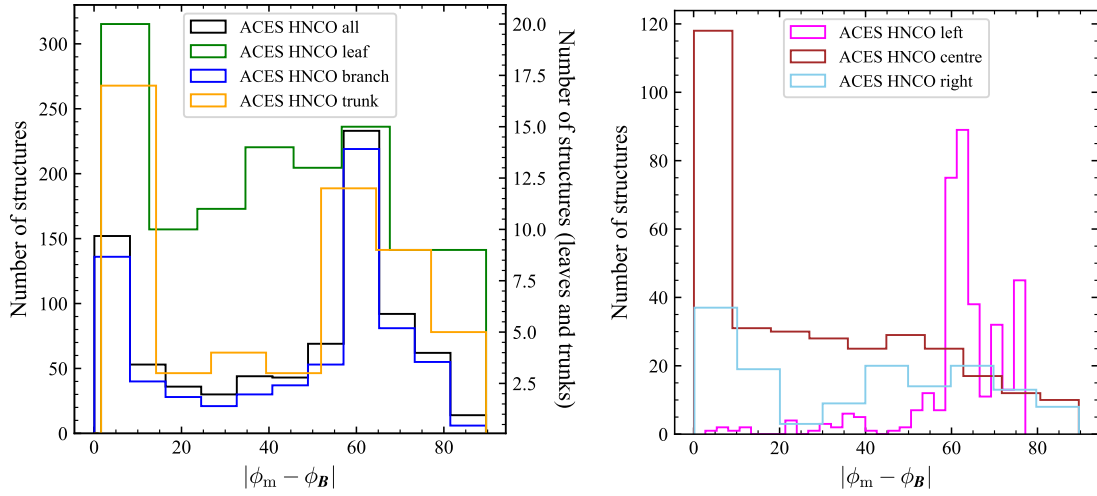 ACES HNCO all
ACES HNCO leaf
ACES HNCO branch
ACES HNCO trunk
Number of structures
0
50
100
150
200
250
300
0
20
40
60
80
|ϕm − ϕB|
2.5
5.0
7.5
10.0
12.5
15.0
17.5
20.0
Number of structures (leaves and trunks)
ACES HNCO left
ACES HNCO centre
ACES HNCO right
Number of structures
0
20
40
60
80
100
120
0
20
40
60
80
|ϕm − ϕB|